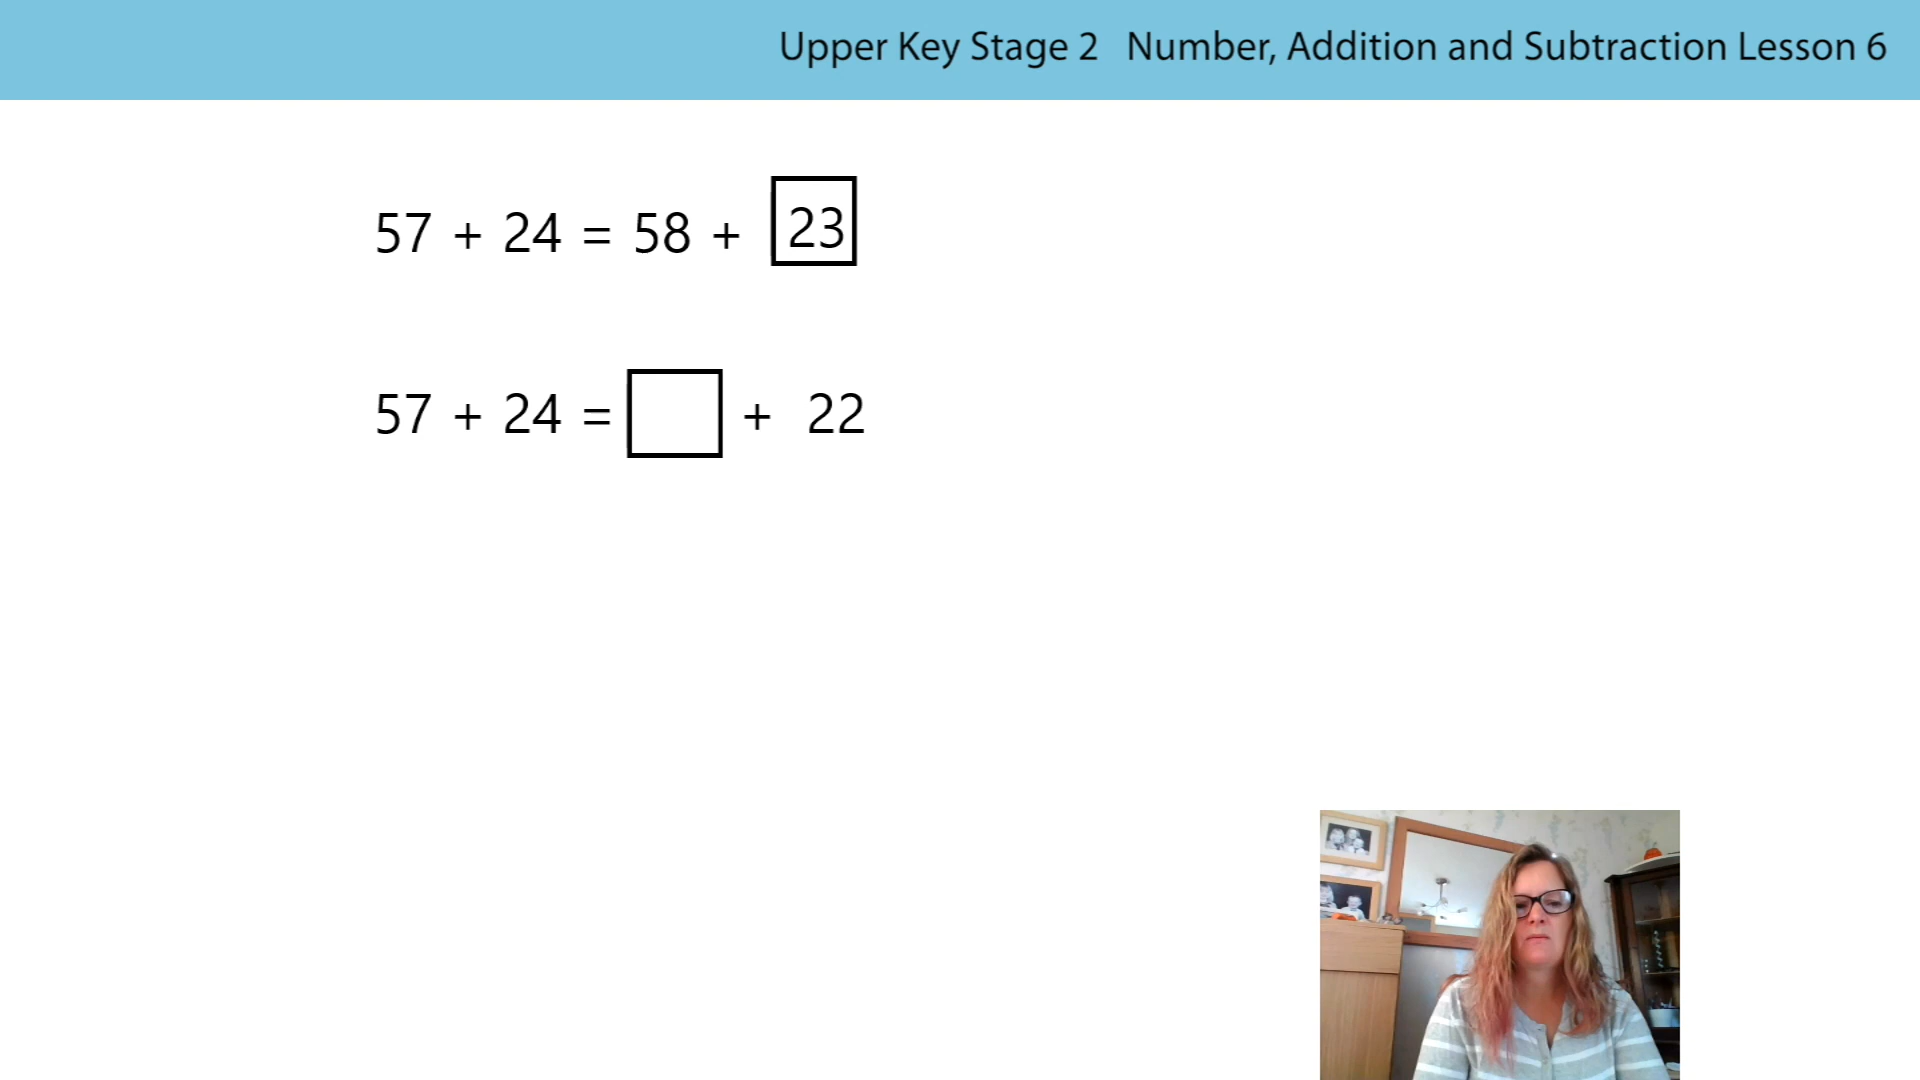 Upper Key Stage 2 Number, Addition and Subtraction Lesson 6
57 + 24 = 58 + 23
57 + 24 = + 22